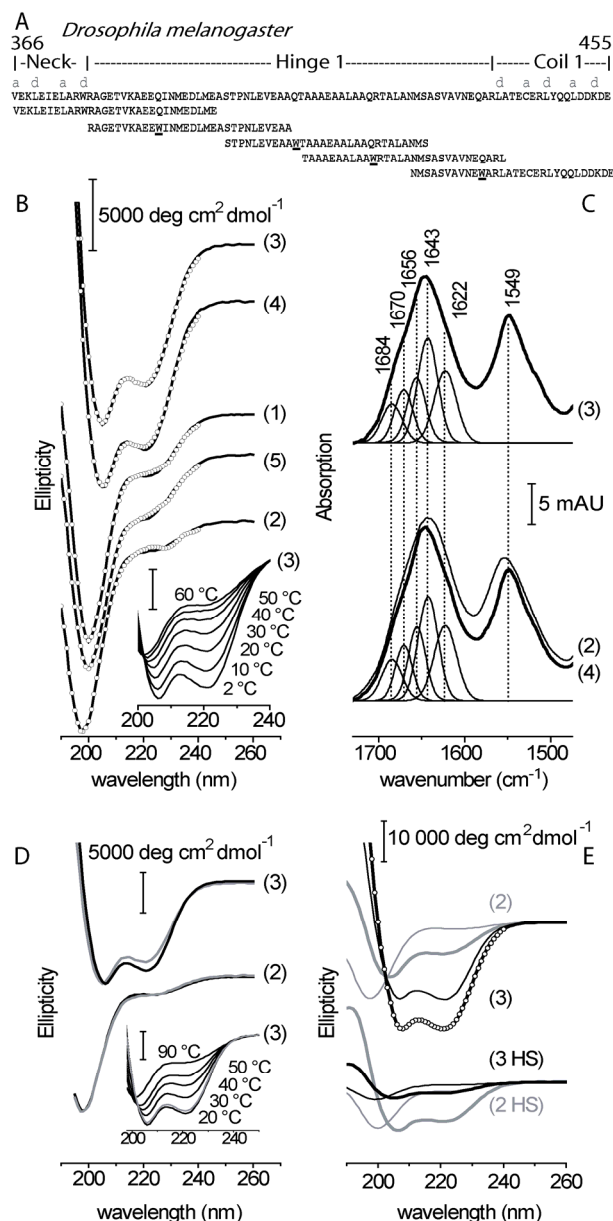 A
Drosophila melanogaster
366 455
|-Neck-|--------------------- Hinge 1---------------------------|----- Coil 1 ---|
a d a d d a d a d
VEKLEIELARWRAGETVKAEEQINMEDLMEASTPNLEVEAAQTAAAEAALAAQRTALANMSASVAVNEQARLATECERLYQQLDDKDE
VEKLEIELARWRAGETVKAEEQINMEDLME
RAGETVKAEEWINMEDLMEASTPNLEVEAA
STPNLEVEAAWTAAAEAALAAQRTALANMS
TAAAEAALAAWRTALANMSASVAVNEQARL
NMSASVAVNEWARLATECERLYQQLDDKDE
B
5000 deg cm² dmol⁻¹
(3)
(4)
(1)
(5)
(2)
(3)
60 °C
50 °C
40 °C
30 °C
20 °C
10 °C
2 °C
200 220 240
Ellipticity
200 220 240 260
wavelength (nm)
C
1684
1670
1656
1643
1622
1549
(3)
5 mAU
(2)
(4)
Absorption
1700 1600 1500
wavenumber (cm⁻¹)
D
5000 deg cm² dmol⁻¹
(3)
(2)
(3)
90 °C
50 °C
40 °C
30 °C
20 °C
200 220 240
Ellipticity
200 220 240 260
wavelength (nm)
E
10 000 deg cm² dmol⁻¹
(2)
(3)
(3 HS)
(2 HS)
Ellipticity
200 220 240 260
wavelength (nm)